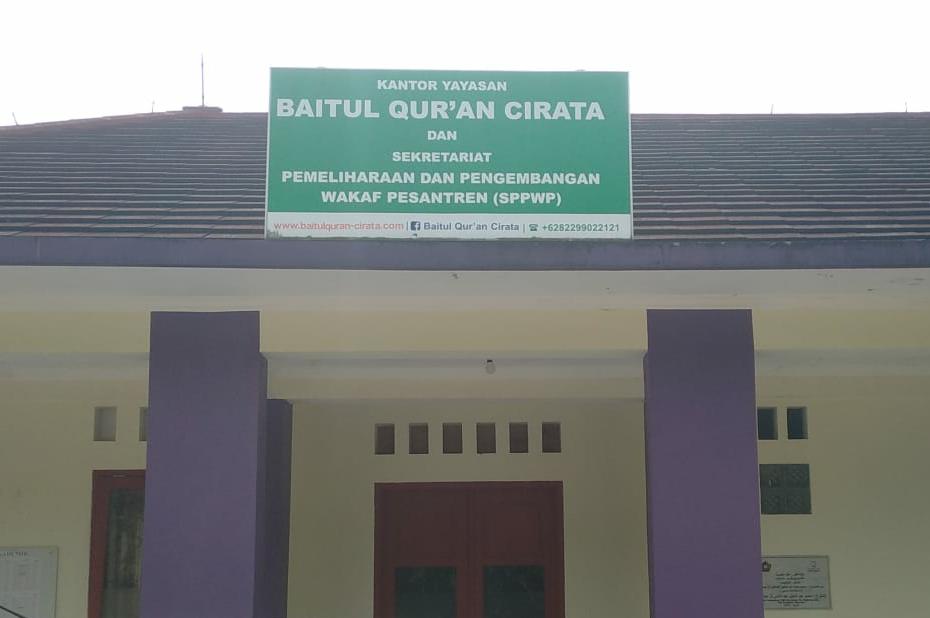 KANTOR YAYASAN
BAITUL QUR'AN CIRATA
DAN
SEKRETARIAT
PEMELIHARAAN DAN PENGEMBANGAN
WAKAF PESANTREN (SPPWP)
www.baitulquran-cirata.com | Baitul Qur'an Cirata | +6282299022121